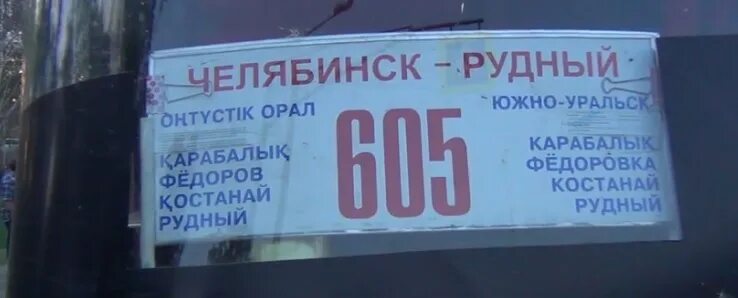 ЧЕЛЯБИНСК - РУДНЫЙ
ОҢТҮСТІК ОРАЛ
ҚАРАБАЛЫҚ
ФЁДОРОВ
ҚОСТАНАЙ
РУДНЫЙ
605
ЮЖНО-УРАЛЬСК
КАРАБАЛЫК
ФЁДОРОВКА
КОСТАНАЙ
РУДНЫЙ